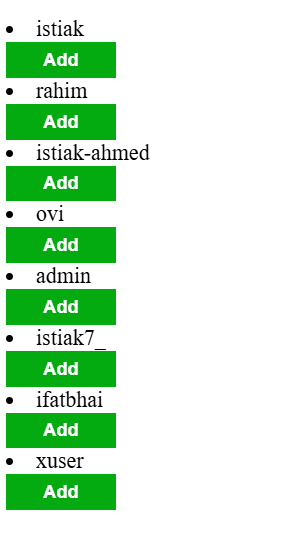 istiak
Add
rahim
Add
istiak-ahmed
Add
ovi
Add
admin
Add
istiak7_
Add
ifatbhai
Add
xuser
Add